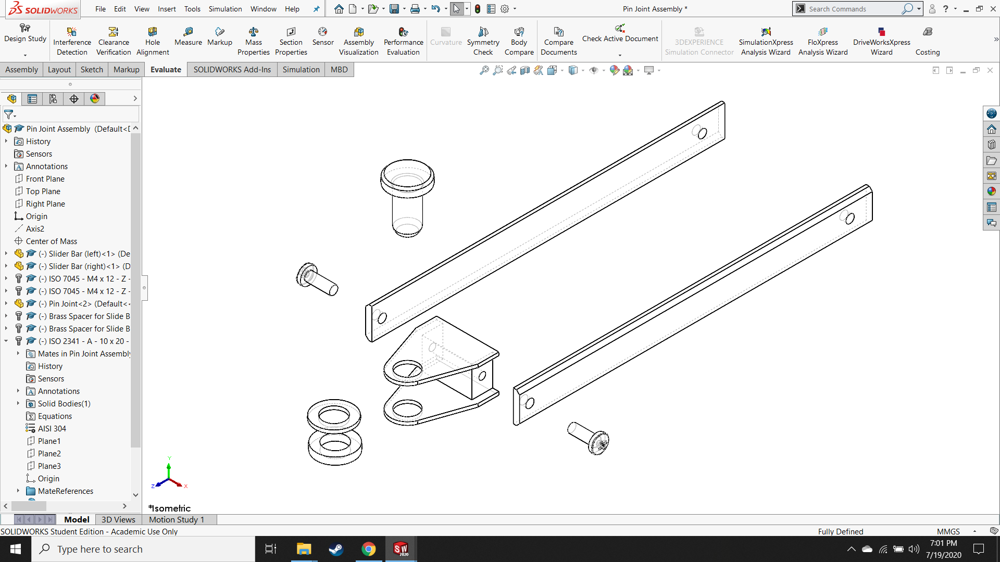 SOLIDWORKS File Edit View Insert Tools Simulation Window Help Pin Joint Assembly * Search Commands ?
Design Study
Interference Detection
Clearance Verification
Hole Alignment
Measure
Markup
Mass Properties
Section Properties
Sensor
Assembly Visualization
Performance Evaluation
Curvature
Symmetry Check
Body Compare
Compare Documents
Check Active Document
3DEXPERIENCE Simulation Connector
SimulationXpress Analysis Wizard
FloXpress Analysis Wizard
DriveWorksXpress Wizard
Costing
Assembly Layout Sketch Markup Evaluate SOLIDWORKS Add-Ins Simulation MBD
Pin Joint Assembly (Default<D
History
Sensors
Annotations
Front Plane
Top Plane
Right Plane
Origin
Axis2
Center of Mass
(-) Slider Bar (left)<1> (De
(-) Slider Bar (right)<1> (D
(-) ISO 7045 - M4 x 12 - Z -
(-) ISO 7045 - M4 x 12 - Z -
(-) Pin Joint<2> (Default<<
(-) Brass Spacer for Slide B
(-) Brass Spacer for Slide B
(-) ISO 2341 - A - 10 x 20 -
Mates in Pin Joint Assembly
History
Sensors
Annotations
Solid Bodies(1)
Equations
AISI 304
Plane1
Plane2
Plane3
Origin
MateReferences
Y
Z X
*Isometric
Model 3D Views Motion Study 1
SOLIDWORKS Student Edition - Academic Use Only Fully Defined MMGS
Type here to search
SW 2020
7:01 PM
7/19/2020